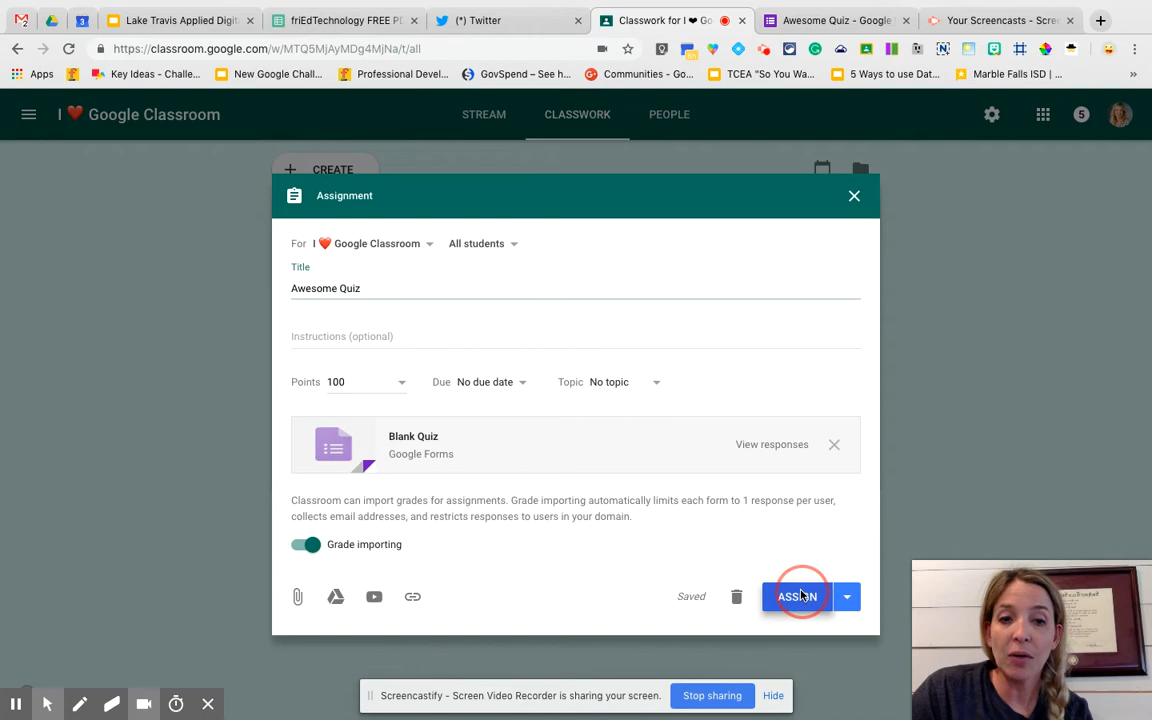 Lake Travis Applied Digit
friEdTechnology FREE PD
(*) Twitter
Classwork for I ❤ Go
Awesome Quiz - Google
Your Screencasts - Scree
https://classroom.google.com/w/MTQ5MjAyMDg4MjNa/t/all
Apps
Key Ideas - Challe...
New Google Challe...
Professional Devel...
GovSpend – See h...
Communities - Go...
TCEA "So You Wa...
5 Ways to use Dat...
Marble Falls ISD | ...
I ❤️ Google Classroom
STREAM
CLASSWORK
PEOPLE
5
CREATE
Assignment
For I ❤️ Google Classroom All students
Title
Awesome Quiz
Instructions (optional)
Points 100 Due No due date Topic No topic
Blank Quiz
Google Forms
View responses
Classroom can import grades for assignments. Grade importing automatically limits each form to 1 response per user,
collects email addresses, and restricts responses to users in your domain.
Grade importing
Saved
ASSIGN
Screencastify - Screen Video Recorder is sharing your screen.
Stop sharing
Hide